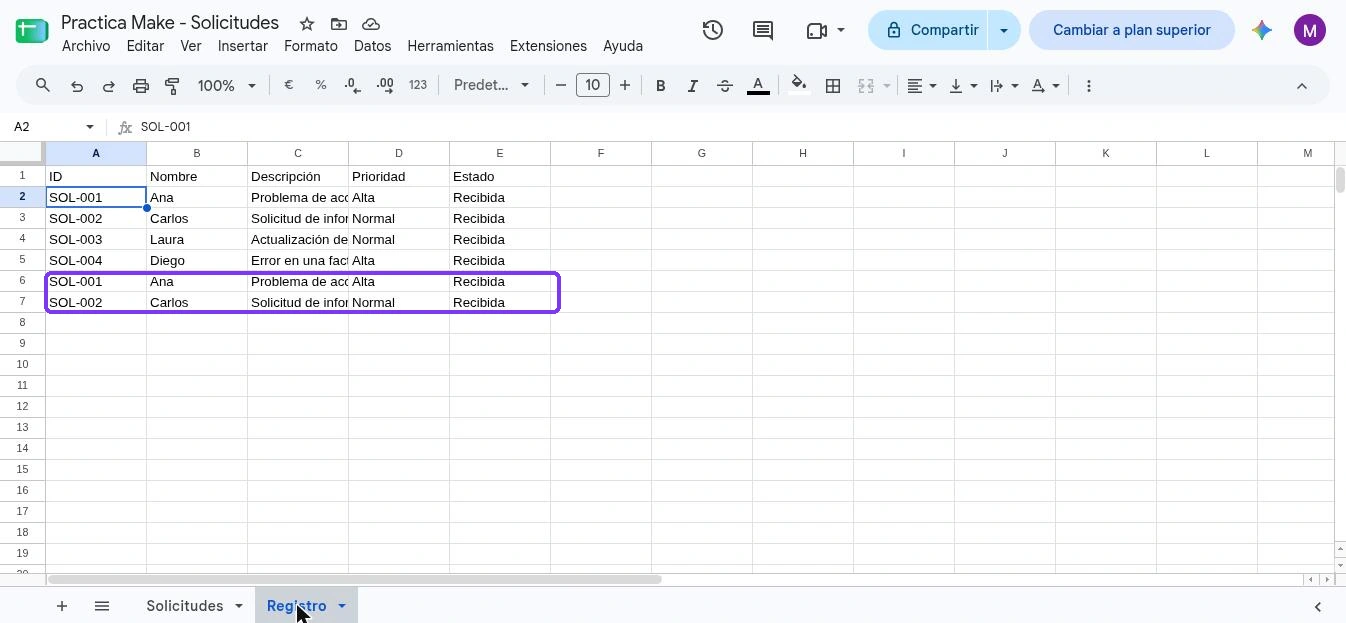 Practica Make - Solicitudes
Archivo Editar Ver Insertar Formato Datos Herramientas Extensiones Ayuda
Compartir
Cambiar a plan superior
M
100% € % .0 .00 123 Predet... − 10 + B I S A
A2 fx SOL-001
A B C D E F G H I J K L M
1 ID Nombre Descripción Prioridad Estado
2 SOL-001 Ana Problema de acc Alta Recibida
3 SOL-002 Carlos Solicitud de infor Normal Recibida
4 SOL-003 Laura Actualización de Normal Recibida
5 SOL-004 Diego Error en una fact Alta Recibida
6 SOL-001 Ana Problema de acc Alta Recibida
7 SOL-002 Carlos Solicitud de infor Normal Recibida
8
9
10
11
12
13
14
15
16
17
18
19
20
Solicitudes Registro